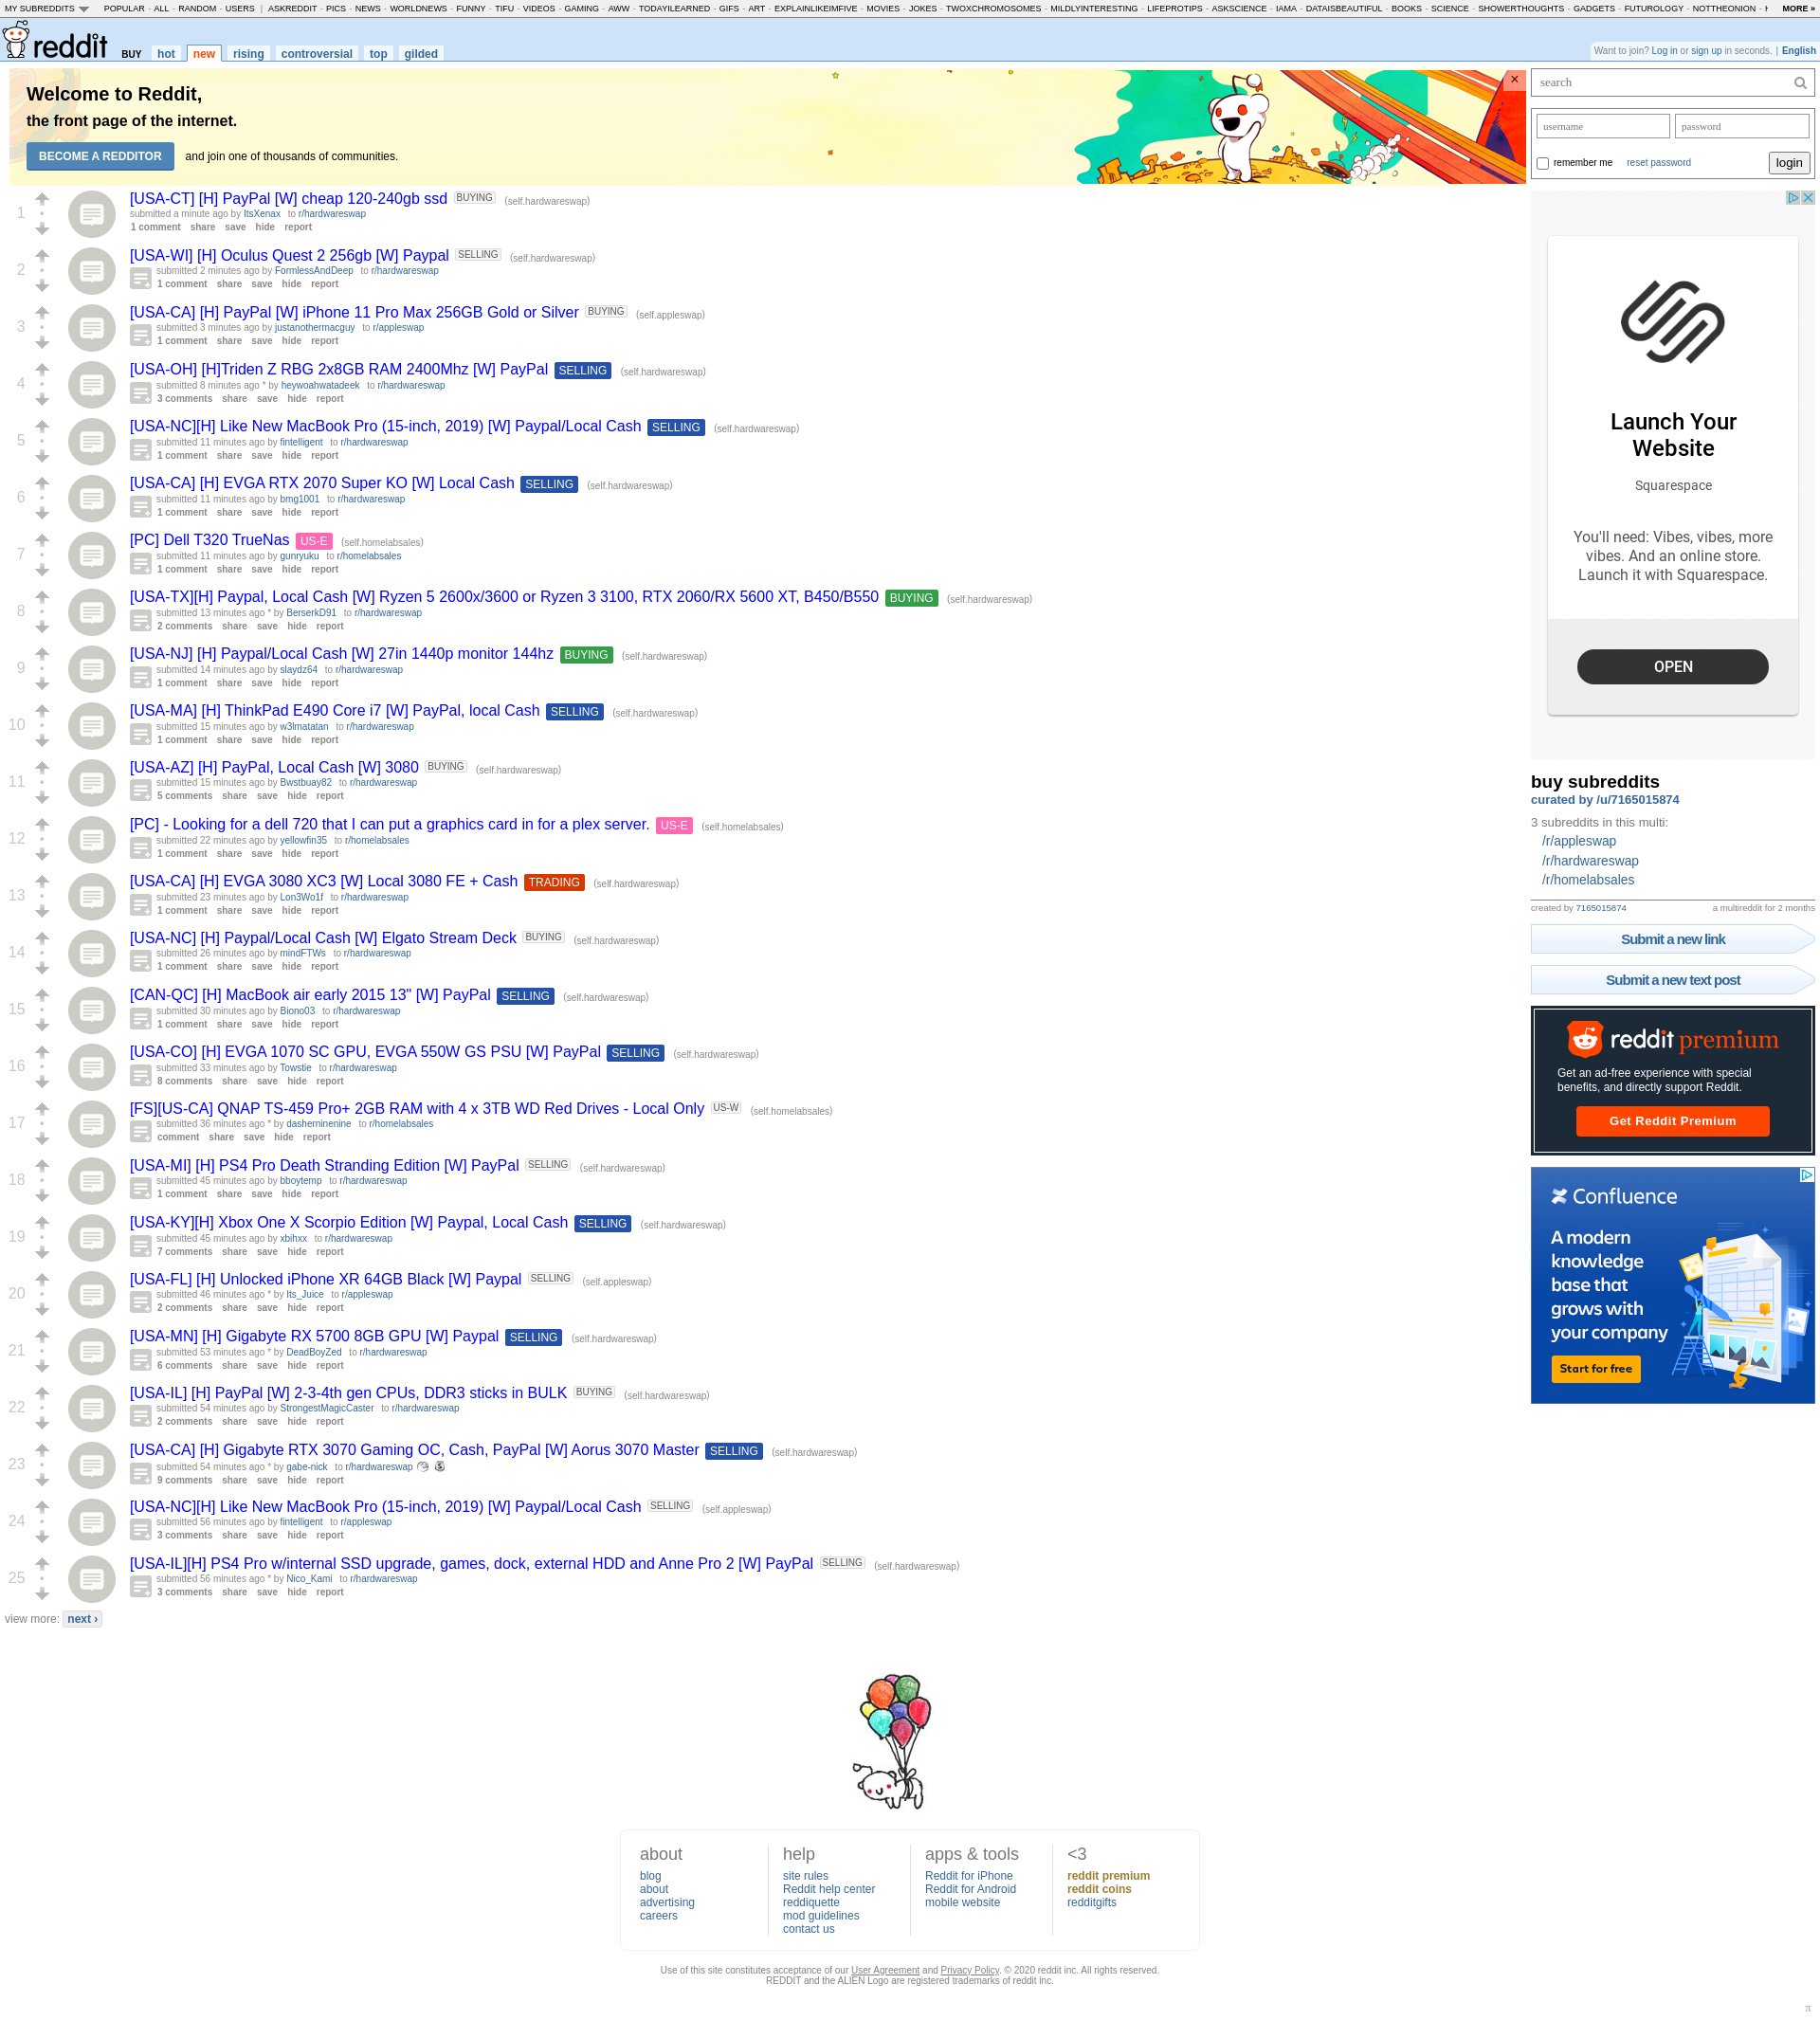 MY SUBREDDITS POPULAR - ALL - RANDOM - USERS | ASKREDDIT - PICS - NEWS - WORLDNEWS - FUNNY - TIFU - VIDEOS - GAMING - AWW - TODAYILEARNED - GIFS - ART - EXPLAINLIKEIMFIVE - MOVIES - JOKES - TWOXCHROMOSOMES - MILDLYINTERESTING - LIFEPROTIPS - ASKSCIENCE - IAMA - DATAISBEAUTIFUL - BOOKS - SCIENCE - SHOWERTHOUGHTS - GADGETS - FUTUROLOGY - NOTTHEONION - MORE »
reddit BUY hot new rising controversial top gilded
Want to join? Log in or sign up in seconds. | English
Welcome to Reddit,
the front page of the internet.
BECOME A REDDITOR and join one of thousands of communities.
×
1 [USA-CT] [H] PayPal [W] cheap 120-240gb ssd BUYING (self.hardwareswap)
submitted a minute ago by ItsXenax to r/hardwareswap
1 comment share save hide report
2 [USA-WI] [H] Oculus Quest 2 256gb [W] Paypal SELLING (self.hardwareswap)
submitted 2 minutes ago by FormlessAndDeep to r/hardwareswap
1 comment share save hide report
3 [USA-CA] [H] PayPal [W] iPhone 11 Pro Max 256GB Gold or Silver BUYING (self.appleswap)
submitted 3 minutes ago by justanothermacguy to r/appleswap
1 comment share save hide report
4 [USA-OH] [H]Triden Z RBG 2x8GB RAM 2400Mhz [W] PayPal SELLING (self.hardwareswap)
submitted 8 minutes ago * by heywoahwatadeek to r/hardwareswap
3 comments share save hide report
5 [USA-NC][H] Like New MacBook Pro (15-inch, 2019) [W] Paypal/Local Cash SELLING (self.hardwareswap)
submitted 11 minutes ago by fintelligent to r/hardwareswap
1 comment share save hide report
6 [USA-CA] [H] EVGA RTX 2070 Super KO [W] Local Cash SELLING (self.hardwareswap)
submitted 11 minutes ago by bmg1001 to r/hardwareswap
1 comment share save hide report
7 [PC] Dell T320 TrueNas US-E (self.homelabsales)
submitted 11 minutes ago by gunryuku to r/homelabsales
1 comment share save hide report
8 [USA-TX][H] Paypal, Local Cash [W] Ryzen 5 2600x/3600 or Ryzen 3 3100, RTX 2060/RX 5600 XT, B450/B550 BUYING (self.hardwareswap)
submitted 13 minutes ago * by BerserkD91 to r/hardwareswap
2 comments share save hide report
9 [USA-NJ] [H] Paypal/Local Cash [W] 27in 1440p monitor 144hz BUYING (self.hardwareswap)
submitted 14 minutes ago by slaydz64 to r/hardwareswap
1 comment share save hide report
10 [USA-MA] [H] ThinkPad E490 Core i7 [W] PayPal, local Cash SELLING (self.hardwareswap)
submitted 15 minutes ago by w3lmatatan to r/hardwareswap
1 comment share save hide report
11 [USA-AZ] [H] PayPal, Local Cash [W] 3080 BUYING (self.hardwareswap)
submitted 15 minutes ago by Bwstbuay82 to r/hardwareswap
5 comments share save hide report
12 [PC] - Looking for a dell 720 that I can put a graphics card in for a plex server. US-E (self.homelabsales)
submitted 22 minutes ago by yellowfin35 to r/homelabsales
1 comment share save hide report
13 [USA-CA] [H] EVGA 3080 XC3 [W] Local 3080 FE + Cash TRADING (self.hardwareswap)
submitted 23 minutes ago by Lon3Wo1f to r/hardwareswap
1 comment share save hide report
14 [USA-NC] [H] Paypal/Local Cash [W] Elgato Stream Deck BUYING (self.hardwareswap)
submitted 26 minutes ago by mindFTWs to r/hardwareswap
1 comment share save hide report
15 [CAN-QC] [H] MacBook air early 2015 13" [W] PayPal SELLING (self.hardwareswap)
submitted 30 minutes ago by Biono03 to r/hardwareswap
1 comment share save hide report
16 [USA-CO] [H] EVGA 1070 SC GPU, EVGA 550W GS PSU [W] PayPal SELLING (self.hardwareswap)
submitted 33 minutes ago by Towstie to r/hardwareswap
8 comments share save hide report
17 [FS][US-CA] QNAP TS-459 Pro+ 2GB RAM with 4 x 3TB WD Red Drives - Local Only US-W (self.homelabsales)
submitted 36 minutes ago * by dasherninenine to r/homelabsales
comment share save hide report
18 [USA-MI] [H] PS4 Pro Death Stranding Edition [W] PayPal SELLING (self.hardwareswap)
submitted 45 minutes ago by bboytemp to r/hardwareswap
1 comment share save hide report
19 [USA-KY][H] Xbox One X Scorpio Edition [W] Paypal, Local Cash SELLING (self.hardwareswap)
submitted 45 minutes ago by xbihxx to r/hardwareswap
7 comments share save hide report
20 [USA-FL] [H] Unlocked iPhone XR 64GB Black [W] Paypal SELLING (self.appleswap)
submitted 46 minutes ago * by Its_Juice to r/appleswap
2 comments share save hide report
21 [USA-MN] [H] Gigabyte RX 5700 8GB GPU [W] Paypal SELLING (self.hardwareswap)
submitted 53 minutes ago * by DeadBoyZed to r/hardwareswap
6 comments share save hide report
22 [USA-IL] [H] PayPal [W] 2-3-4th gen CPUs, DDR3 sticks in BULK BUYING (self.hardwareswap)
submitted 54 minutes ago by StrongestMagicCaster to r/hardwareswap
2 comments share save hide report
23 [USA-CA] [H] Gigabyte RTX 3070 Gaming OC, Cash, PayPal [W] Aorus 3070 Master SELLING (self.hardwareswap)
submitted 54 minutes ago * by gabe-nick to r/hardwareswap
9 comments share save hide report
24 [USA-NC][H] Like New MacBook Pro (15-inch, 2019) [W] Paypal/Local Cash SELLING (self.appleswap)
submitted 56 minutes ago by fintelligent to r/appleswap
3 comments share save hide report
25 [USA-IL][H] PS4 Pro w/internal SSD upgrade, games, dock, external HDD and Anne Pro 2 [W] PayPal SELLING (self.hardwareswap)
submitted 56 minutes ago * by Nico_Kami to r/hardwareswap
3 comments share save hide report
view more: next ›
search
username password
remember me reset password login
Launch Your
Website
Squarespace
You'll need: Vibes, vibes, more
vibes. And an online store.
Launch it with Squarespace.
OPEN
buy subreddits
curated by /u/7165015874
3 subreddits in this multi:
/r/appleswap
/r/hardwareswap
/r/homelabsales
created by 7165015874 a multireddit for 2 months
Submit a new link
Submit a new text post
reddit premium
Get an ad-free experience with special
benefits, and directly support Reddit.
Get Reddit Premium
Confluence
A modern
knowledge
base that
grows with
your company
Start for free
about
blog
about
advertising
careers
help
site rules
Reddit help center
reddiquette
mod guidelines
contact us
apps & tools
Reddit for iPhone
Reddit for Android
mobile website
<3
reddit premium
reddit coins
redditgifts
Use of this site constitutes acceptance of our User Agreement and Privacy Policy. © 2020 reddit inc. All rights reserved.
REDDIT and the ALIEN Logo are registered trademarks of reddit inc.
π